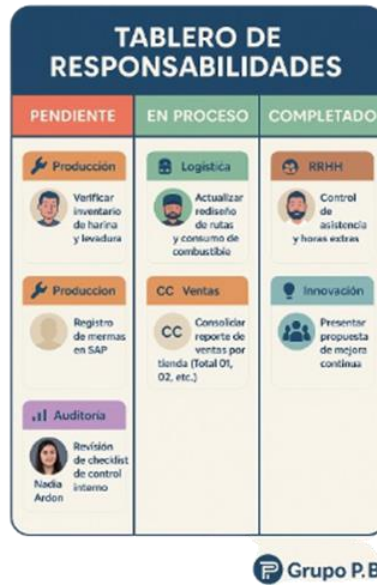 TABLERO DE
RESPONSABILIDADES
PENDIENTE
EN PROCESO
COMPLETADO
Producción
Verificar
inventario
de harina
y levadura
Logística
Actualizar
rediseño
de rutas
y consumo de
combustible
RRHH
Control
de
asistencia
y horas extras
Produccion
Registro
de mermas
en SAP
CC Ventas
CC
Consolidar
reporte de
ventas por
tienda (Total 01,
02, etc.)
Innovación
Presentar
propuesta
de mejora
continua
Auditoría
Revisión
de checklist
de control
interno
Nadia
Ardon
Grupo P.B